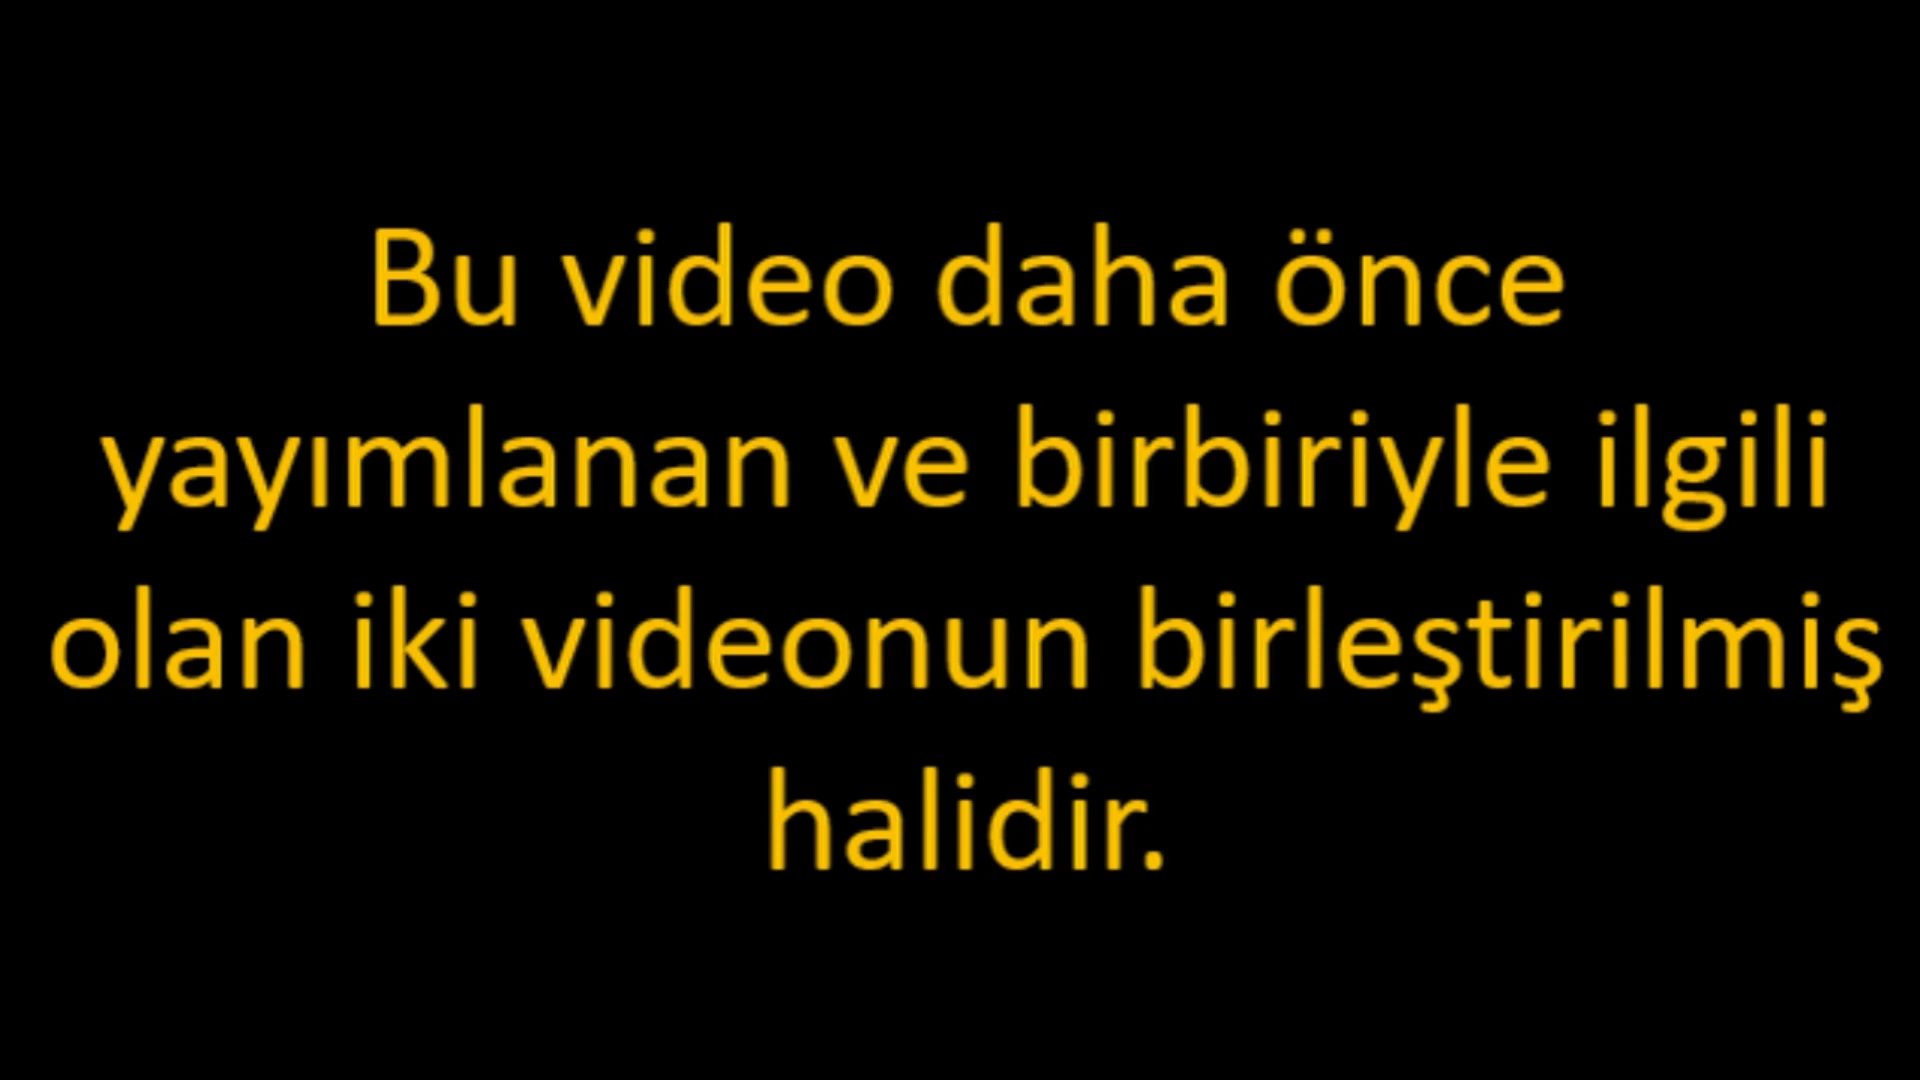 Bu video daha önce
yayımlanan ve birbiriyle ilgili
olan iki videonun birleştirilmiş
halidir.